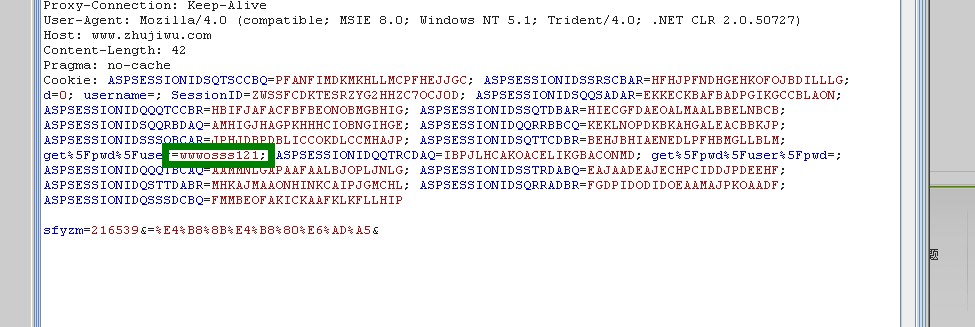 Proxy-Connection: Keep-Alive
User-Agent: Mozilla/4.0 (compatible; MSIE 8.0; Windows NT 5.1; Trident/4.0; .NET CLR 2.0.50727)
Host: www.zhujiwu.com
Content-Length: 42
Pragma: no-cache
Cookie: ASPSESSIONIDSQTSCCBQ=PFANFIMDKMKHLLMCPFHEJJGC; ASPSESSIONIDSSRSCBAR=HFHJPFNDHGEHKOFOJBDILLLG;
d=0; username=; SessionID=ZWSSFCDKTESRZYG2HHZC7OCJOD; ASPSESSIONIDSQQSADAR=EKKECKBAFBADPGIKGCCBLAON;
ASPSESSIONIDQQQTCCBR=HBIFJAFACFBFBEONOBMGBHIG; ASPSESSIONIDSSQTDBAR=HIECGFDAEOALMAALBBELNBCB;
ASPSESSIONIDSQQRBDAQ=AMHIGJHAGPKHHHCIOBNGIHGE; ASPSESSIONIDQQRRBBCQ=KEKLNOPDKBKAHGALEACBBKJP;
ASPSESSIONIDSSSQBCAR=JPHJDBPDBLICCOKDLCCMHAJP; ASPSESSIONIDSQTTCDBR=BEHJBHIAENEDLPFHBMGLLBLM;
get%5Fpwd%5Fuser=wwwosss121; ASPSESSIONIDQQTRCDAQ=IBPJLHCAKOACELIKGBACONMD; get%5Fpwd%5Fuser%5Fpwd=;
ASPSESSIONIDQQQTBCAQ=AAMMNLGAPAAFAALBJOPLJNLG; ASPSESSIONIDSSTRDABQ=EAJAADEAJECHPCIDDJPDEEHF;
ASPSESSIONIDQSTTDABR=MHKAJMAAONHINKCAIPJGMCHL; ASPSESSIONIDSQRRADBR=FGDPIDODIDOEAAMAJPKOAADF;
ASPSESSIONIDQSSSDCBQ=FMMBEOFAKICKAAFKLKFLLHIP
sfyzm=216539&=%E4%B8%8B%E4%B8%80%E6%AD%A5&
题